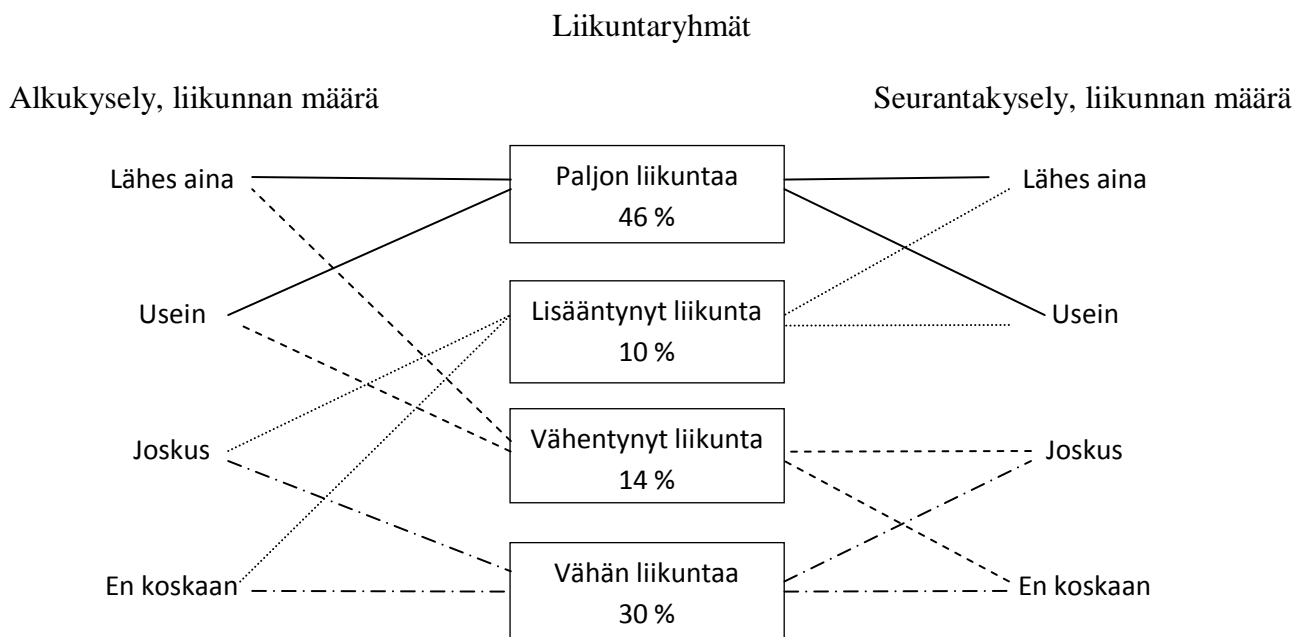 Liikuntaryhmät
Alkukysely, liikunnan määrä
Seurantakysely, liikunnan määrä
Lähes aina
Paljon liikuntaa
46 %
Lähes aina
Usein
Lisääntynyt liikunta
10 %
Usein
Joskus
Vähentynyt liikunta
14 %
Joskus
En koskaan
Vähän liikuntaa
30 %
En koskaan